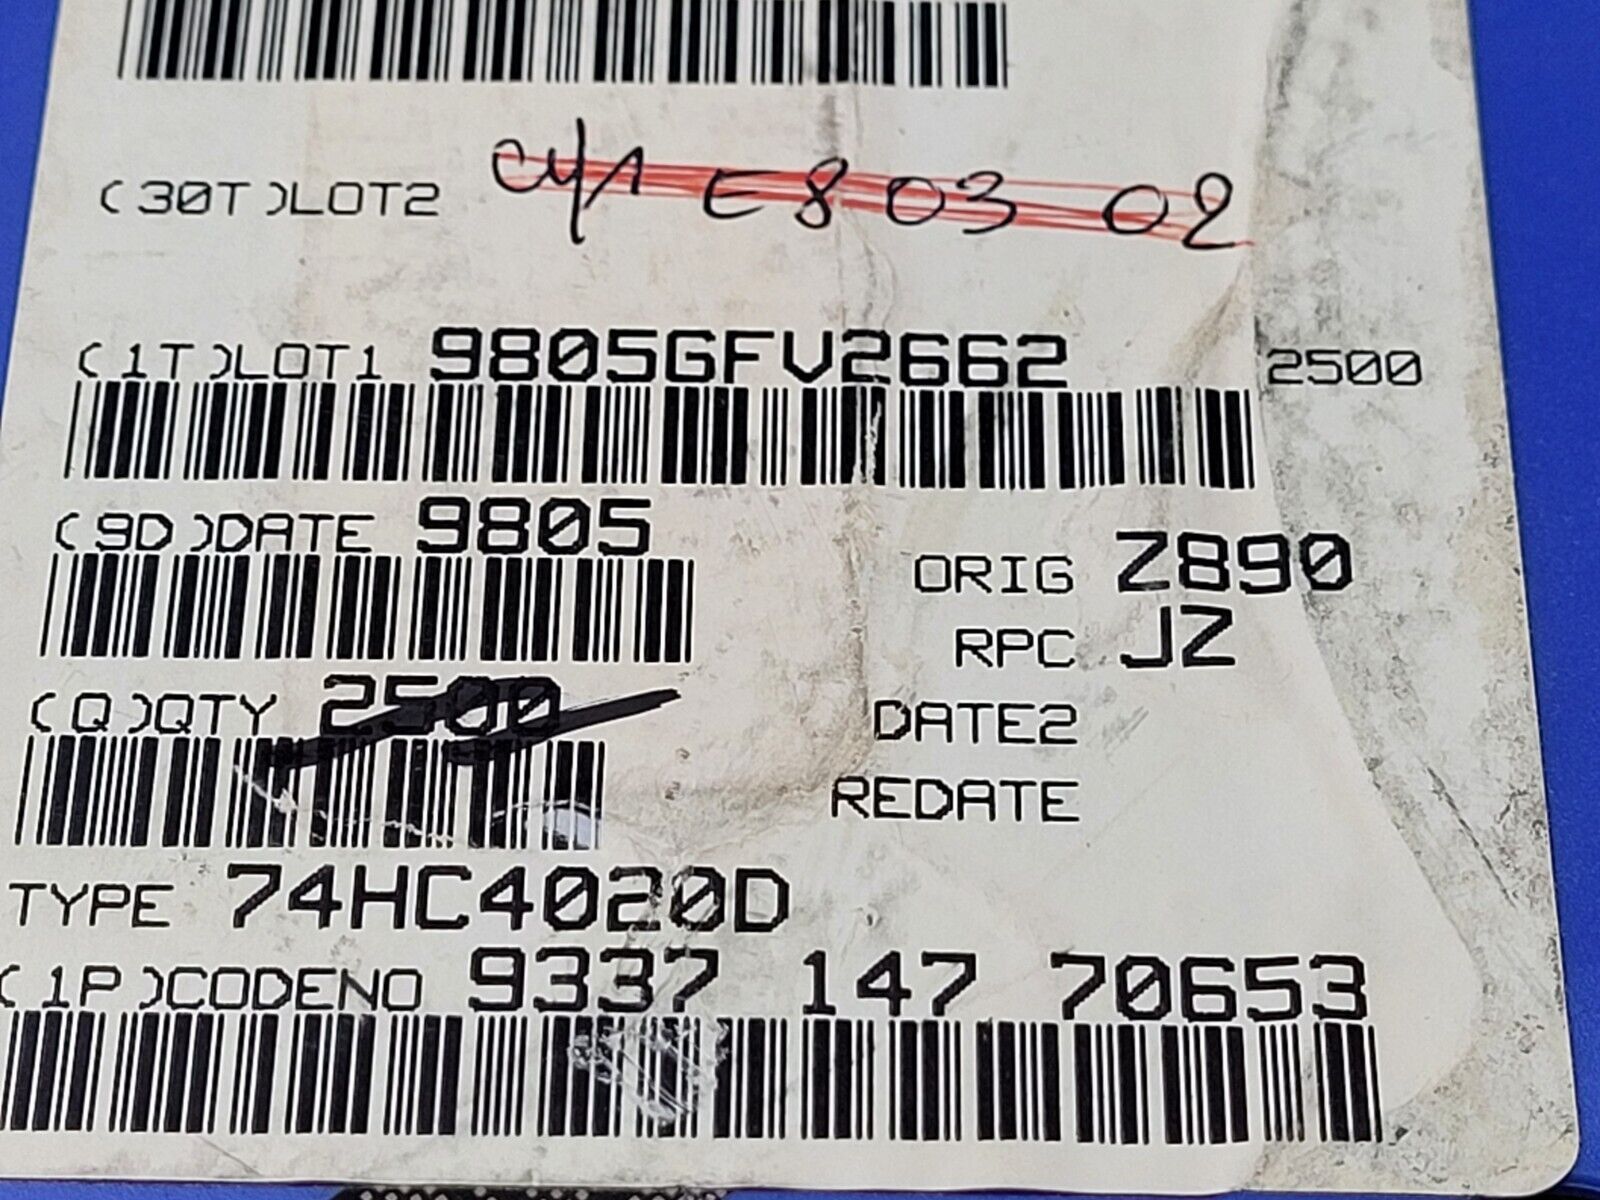 (30T)LOT2 E803 02
(1T)LOT1 9805GFV2662 2500
(9D)DATE 9805
ORIG Z890
RPC JZ
(Q)QTY 2500
DATE2
REDATE
TYPE 74HC4020D
(1P)CODENO 9337 147 70653